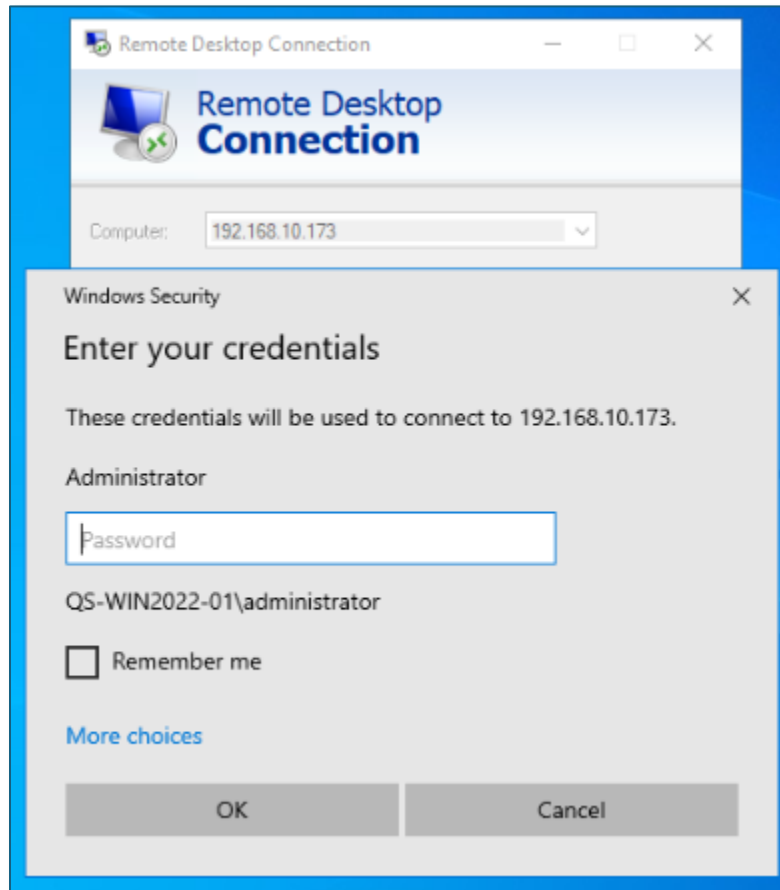 Remote Desktop Connection
Remote Desktop
Connection
Computer: 192.168.10.173
Windows Security
Enter your credentials
These credentials will be used to connect to 192.168.10.173.
Administrator
Password
QS-WIN2022-01\administrator
Remember me
More choices
OK Cancel